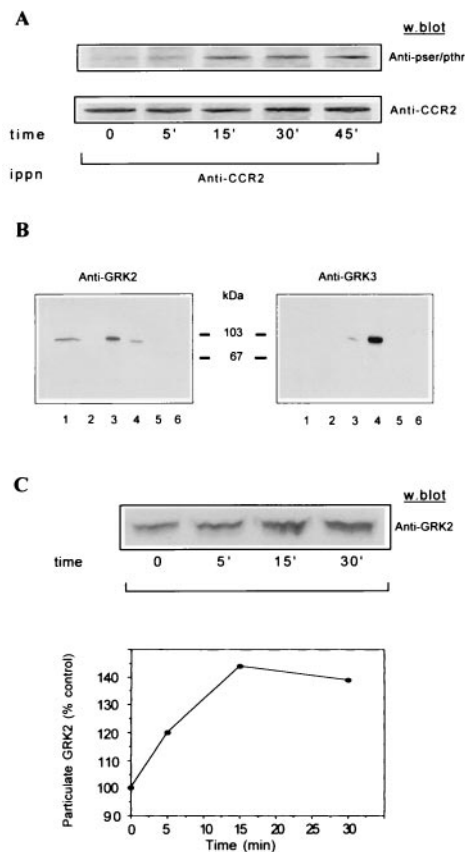 A
w.blot
Anti-pser/pthr
Anti-CCR2
time 0 5' 15' 30' 45'
ippn Anti-CCR2
B
Anti-GRK2 kDa Anti-GRK3
103
67
1 2 3 4 5 6 1 2 3 4 5 6
C
w.blot
Anti-GRK2
time 0 5' 15' 30'
Particulate GRK2 (% control)
140
130
120
110
100
90
0 5 10 15 20 25 30
Time (min)